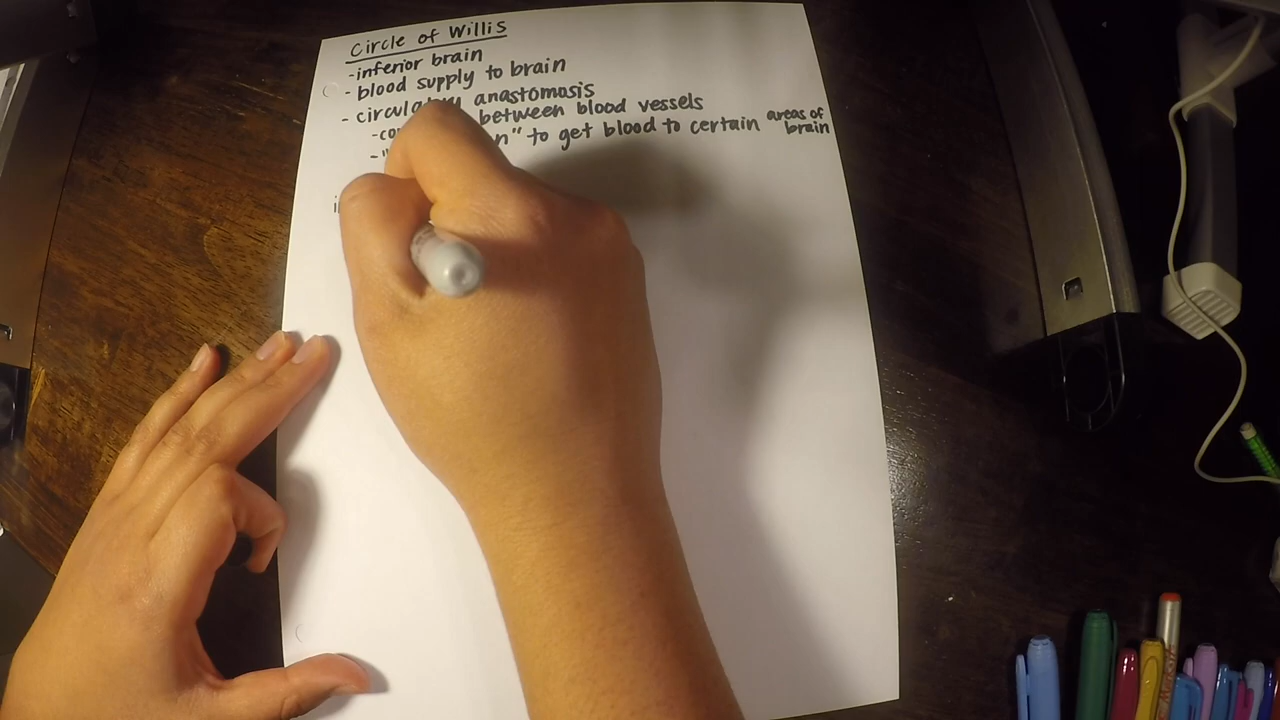 Circle of Willis
-inferior brain
- blood supply to brain
- circulatory anastomosis
between blood vessels
to get blood to certain areas of brain